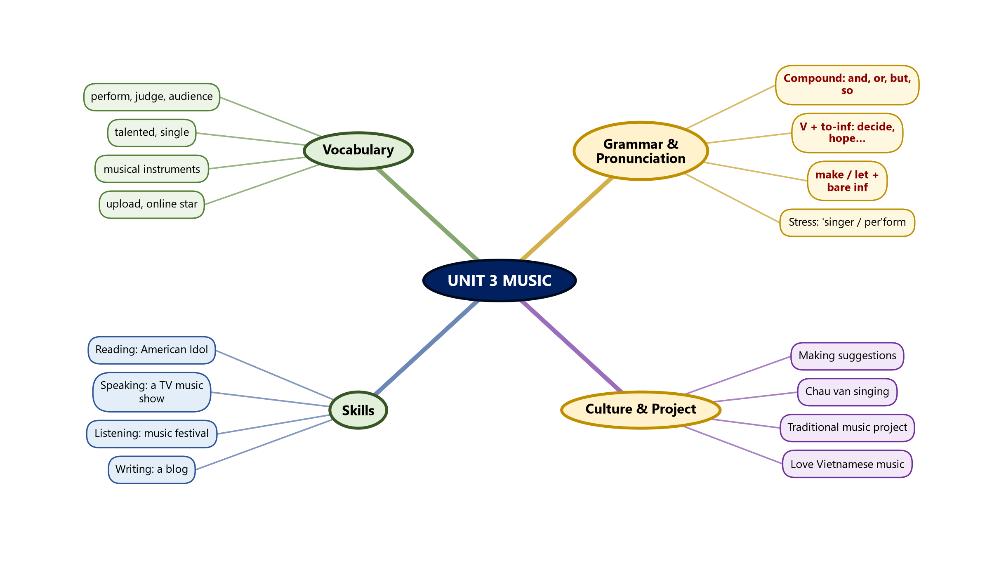 UNIT 3 MUSIC
Vocabulary
perform, judge, audience
talented, single
musical instruments
upload, online star
Grammar &
Pronunciation
Compound: and, or, but,
so
V + to-inf: decide,
hope...
make / let +
bare inf
Stress: 'singer / per'form
Skills
Reading: American Idol
Speaking: a TV music
show
Listening: music festival
Writing: a blog
Culture & Project
Making suggestions
Chau van singing
Traditional music project
Love Vietnamese music